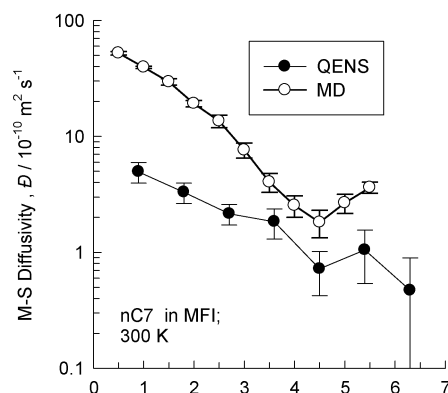 100
10
1
0.1
M-S Diffusivity , Đ / 10⁻¹⁰ m² s⁻¹
QENS
MD
nC7 in MFI;
300 K
0 1 2 3 4 5 6 7